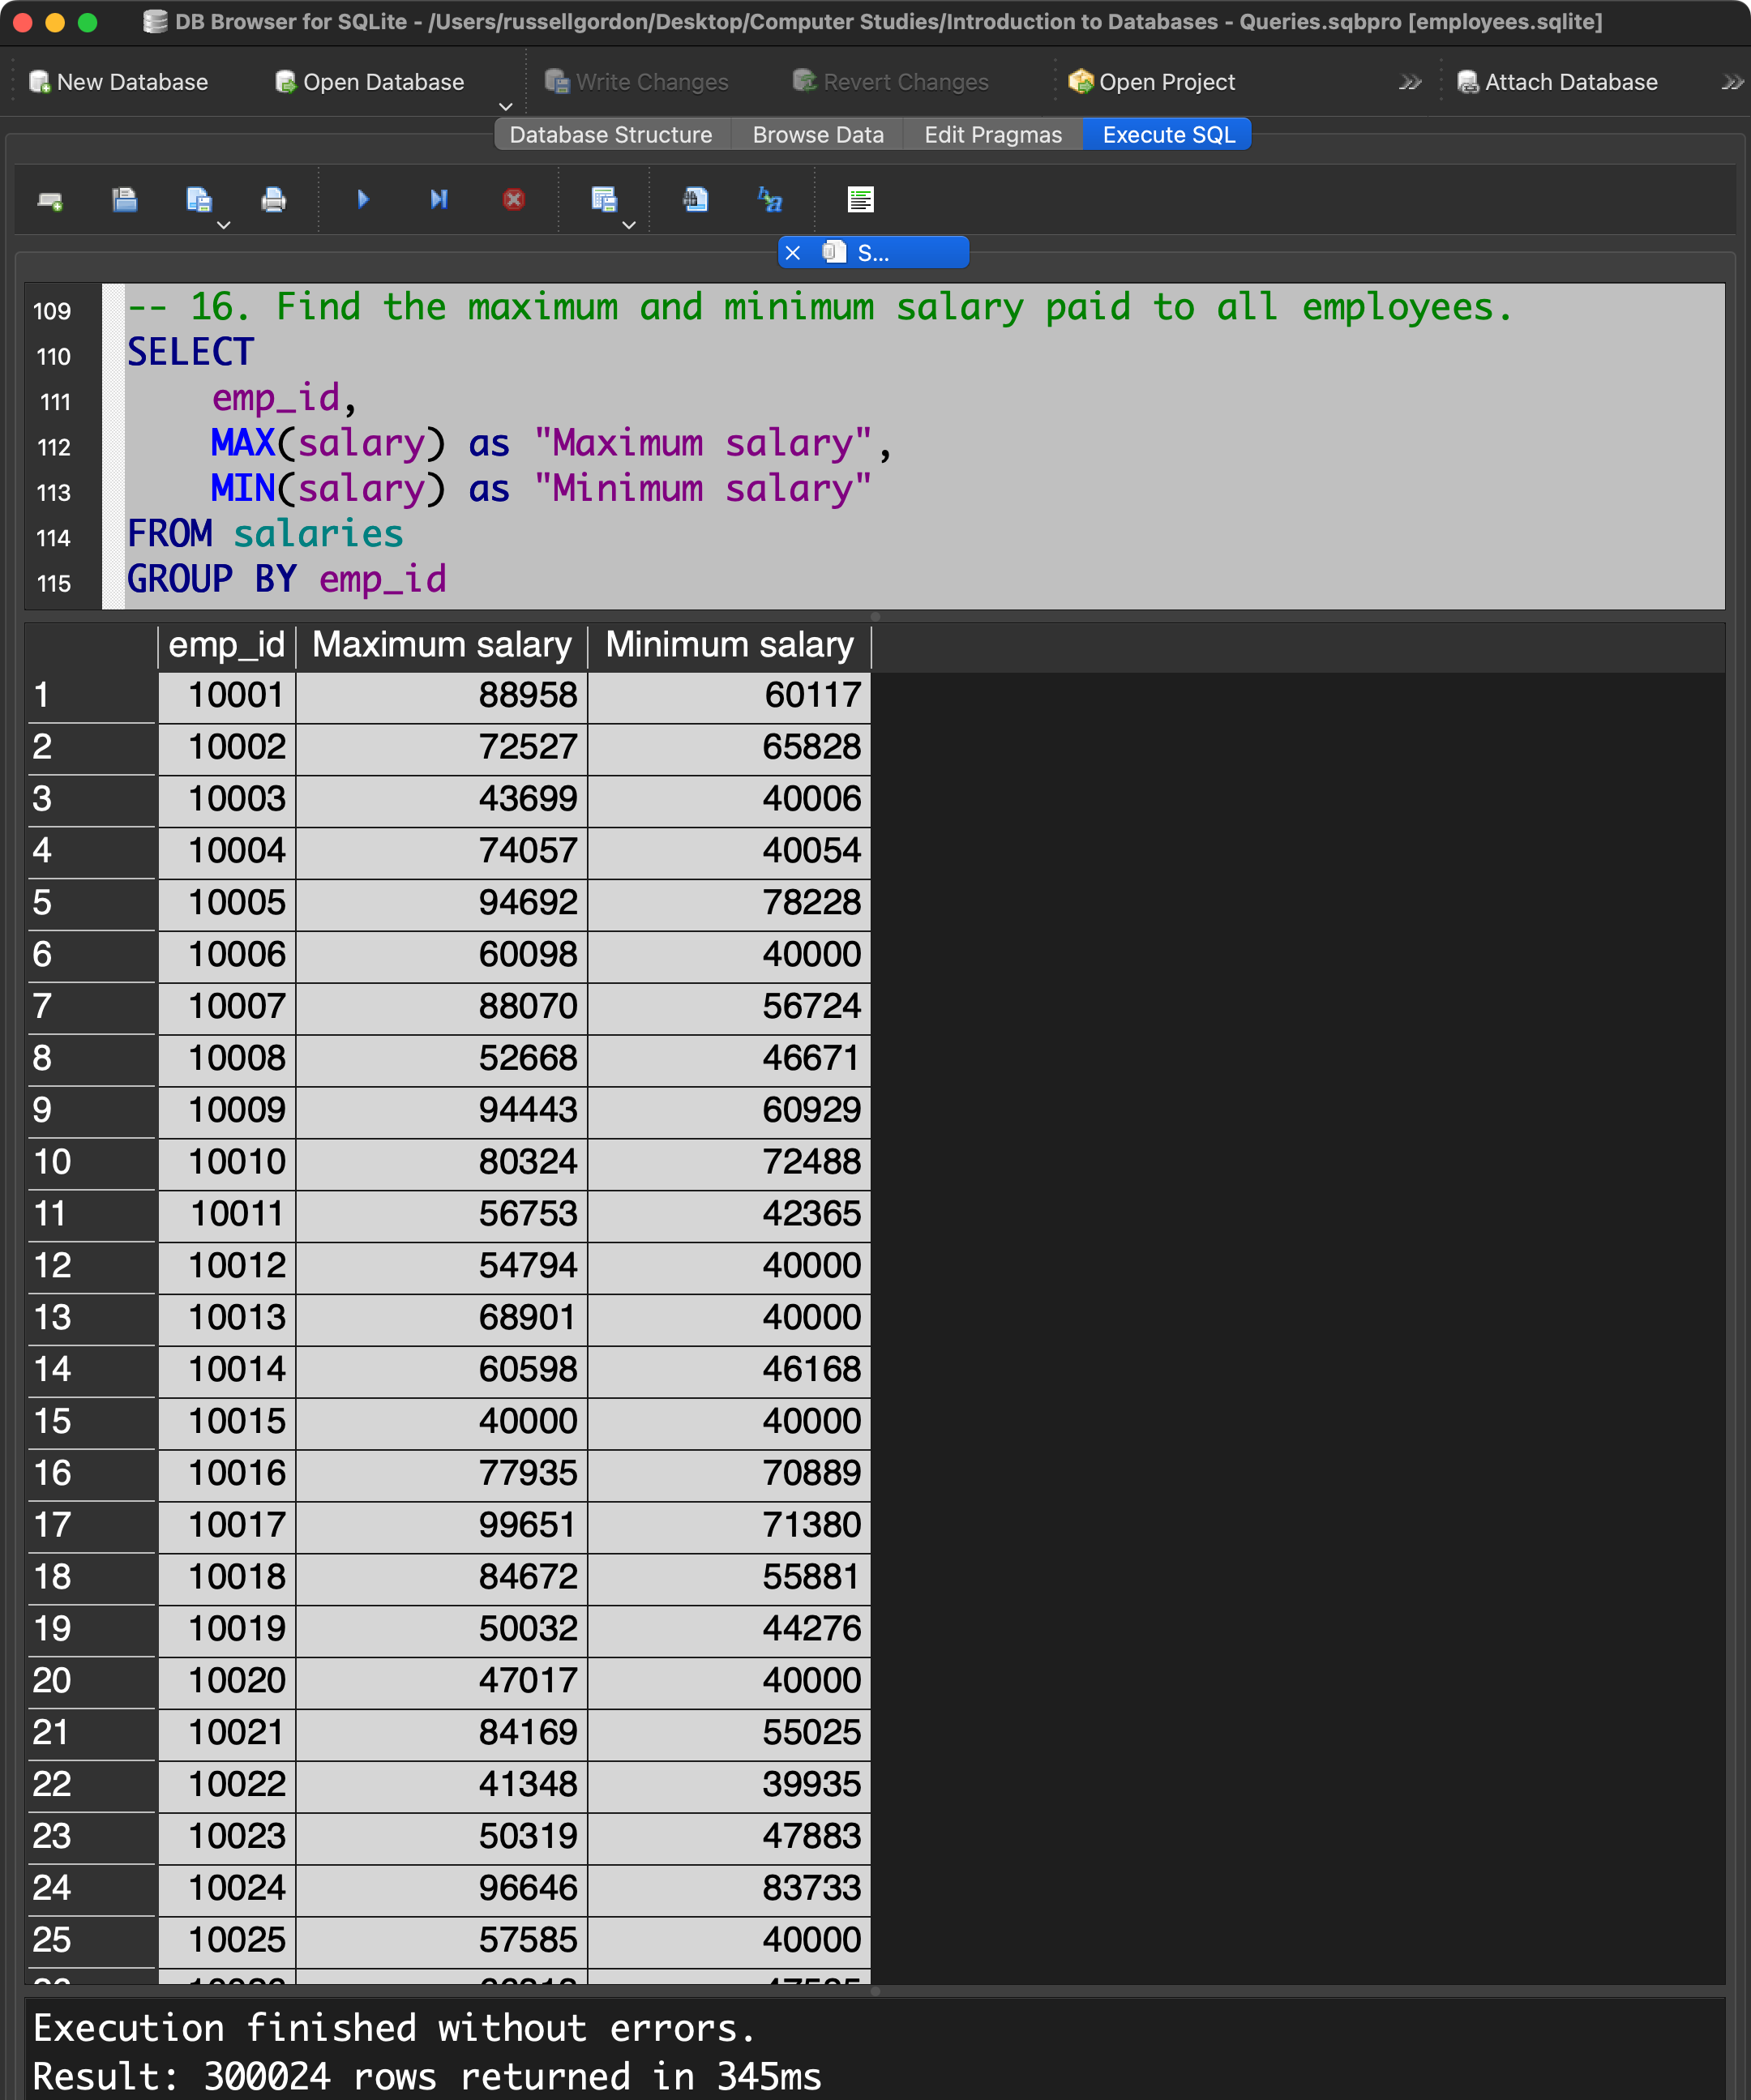 DB Browser for SQLite - /Users/russellgordon/Desktop/Computer Studies/Introduction to Databases - Queries.sqbpro [employees.sqlite]
New Database Open Database Write Changes Revert Changes Open Project Attach Database
Database Structure Browse Data Edit Pragmas Execute SQL
S...
109 -- 16. Find the maximum and minimum salary paid to all employees.
110 SELECT
111 emp_id,
112 MAX(salary) as "Maximum salary",
113 MIN(salary) as "Minimum salary"
114 FROM salaries
115 GROUP BY emp_id
emp_id Maximum salary Minimum salary
1 10001 88958 60117
2 10002 72527 65828
3 10003 43699 40006
4 10004 74057 40054
5 10005 94692 78228
6 10006 60098 40000
7 10007 88070 56724
8 10008 52668 46671
9 10009 94443 60929
10 10010 80324 72488
11 10011 56753 42365
12 10012 54794 40000
13 10013 68901 40000
14 10014 60598 46168
15 10015 40000 40000
16 10016 77935 70889
17 10017 99651 71380
18 10018 84672 55881
19 10019 50032 44276
20 10020 47017 40000
21 10021 84169 55025
22 10022 41348 39935
23 10023 50319 47883
24 10024 96646 83733
25 10025 57585 40000
Execution finished without errors.
Result: 300024 rows returned in 345ms